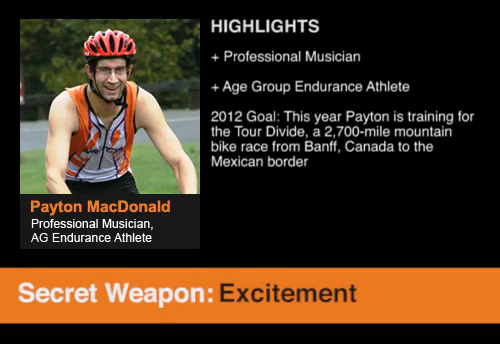 HIGHLIGHTS
+ Professional Musician
+ Age Group Endurance Athlete
2012 Goal: This year Payton is training for
the Tour Divide, a 2,700-mile mountain
bike race from Banff, Canada to the
Mexican border
Payton MacDonald
Professional Musician,
AG Endurance Athlete
Secret Weapon: Excitement